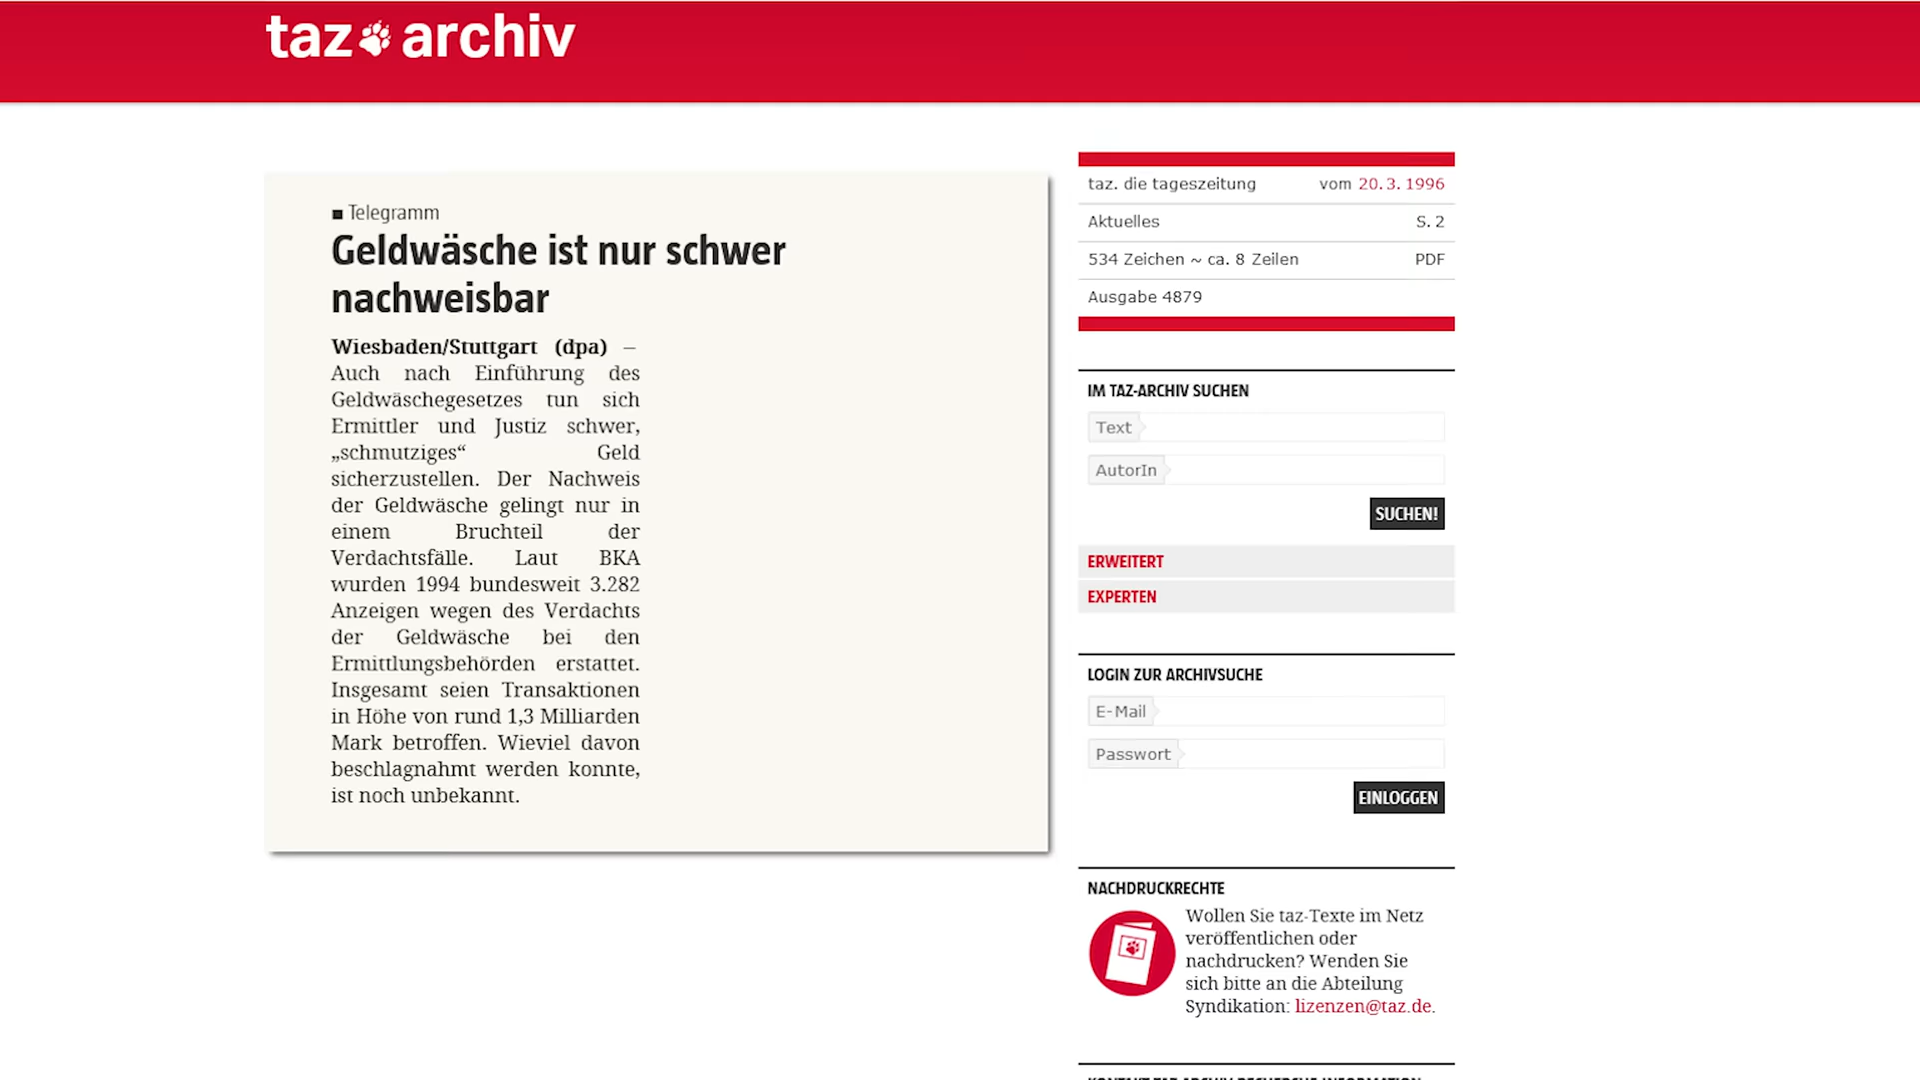 taz archiv
■ Telegramm
Geldwäsche ist nur schwer
nachweisbar
Wiesbaden/Stuttgart (dpa) –
Auch nach Einführung des
Geldwäschegesetzes tun sich
Ermittler und Justiz schwer,
„schmutziges“ Geld
sicherzustellen. Der Nachweis
der Geldwäsche gelingt nur in
einem Bruchteil der
Verdachtsfälle. Laut BKA
wurden 1994 bundesweit 3.282
Anzeigen wegen des Verdachts
der Geldwäsche bei den
Ermittlungsbehörden erstattet.
Insgesamt seien Transaktionen
in Höhe von rund 1,3 Milliarden
Mark betroffen. Wieviel davon
beschlagnahmt werden konnte,
ist noch unbekannt.
taz. die tageszeitung vom 20.3.1996
Aktuelles S. 2
534 Zeichen ~ ca. 8 Zeilen PDF
Ausgabe 4879
IM TAZ-ARCHIV SUCHEN
Text
AutorIn
SUCHEN!
ERWEITERT
EXPERTEN
LOGIN ZUR ARCHIVSUCHE
E-Mail
Passwort
EINLOGGEN
NACHDRUCKRECHTE
Wollen Sie taz-Texte im Netz
veröffentlichen oder
nachdrucken? Wenden Sie
sich bitte an die Abteilung
Syndikation: lizenzen@taz.de.